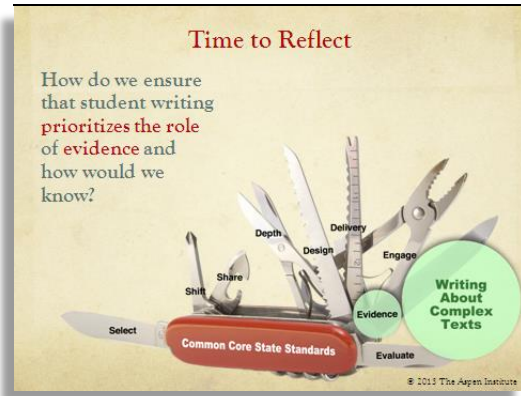 Time to Reflect
How do we ensure
that student writing
prioritizes the role
of evidence and
how would we
know?
Depth
Delivery
Design
Engage
Share
Shift
Writing
About
Complex
Texts
Evidence
Select
Common Core State Standards
Evaluate
© 2013 The Aspen Institute